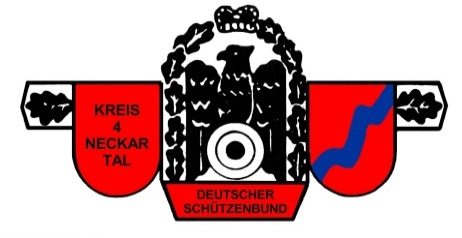 KREIS
4
NECKAR
TAL
DEUTSCHER
SCHÜTZENBUND